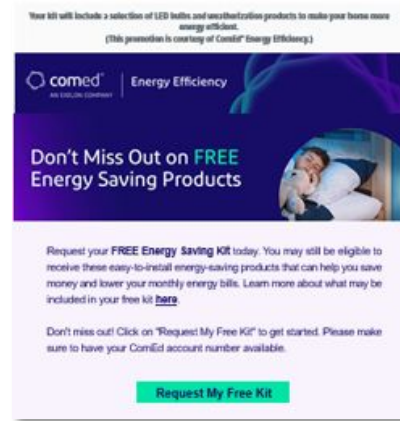 Your kit will include a selection of LED bulbs and weatherization products to make your home more
energy efficient.
(This promotion is courtesy of ComEd® Energy Efficiency.)
comed®
AN EXELON COMPANY
Energy Efficiency
Don't Miss Out on FREE
Energy Saving Products
Request your FREE Energy Saving Kit today. You may still be eligible to
receive these easy-to-install energy-saving products that can help you save
money and lower your monthly energy bills. Learn more about what may be
included in your free kit here.
Don't miss out! Click on "Request My Free Kit" to get started. Please make
sure to have your ComEd account number available.
Request My Free Kit